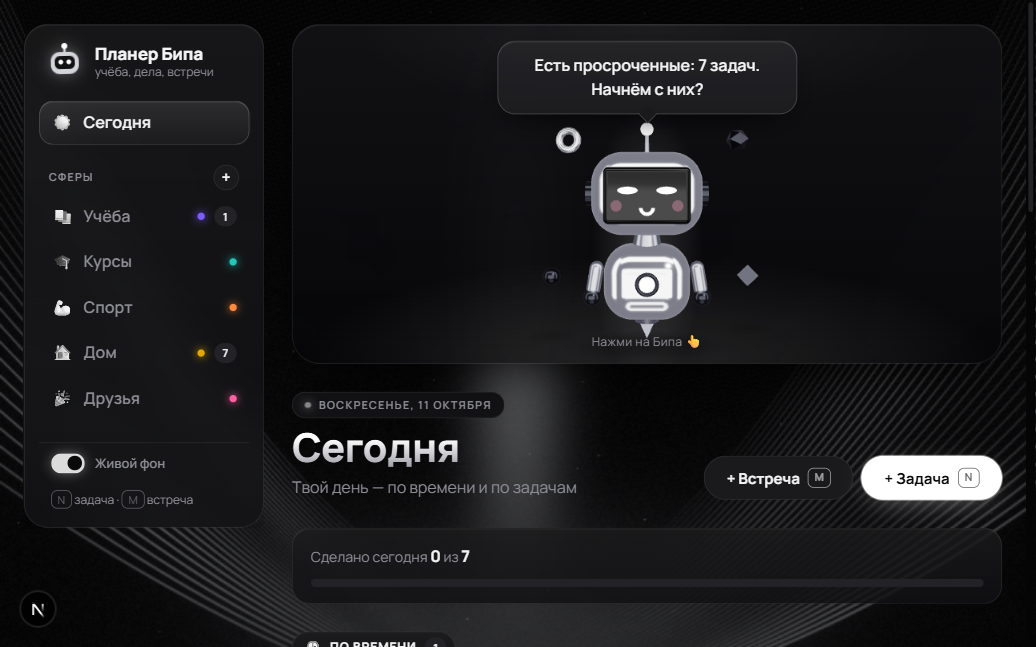 Планер Бипа
учёба, дела, встречи
Сегодня
СФЕРЫ
+
Учёба
1
Курсы
Спорт
Дом
7
Друзья
Живой фон
N задача · M встреча
N
Есть просроченные: 7 задач.
Начнём с них?
Нажми на Бипа 👆
ВОСКРЕСЕНЬЕ, 11 ОКТЯБРЯ
Сегодня
Твой день — по времени и по задачам
+ Встреча M
+ Задача N
Сделано сегодня 0 из 7
ПО ВРЕМЕНИ 1